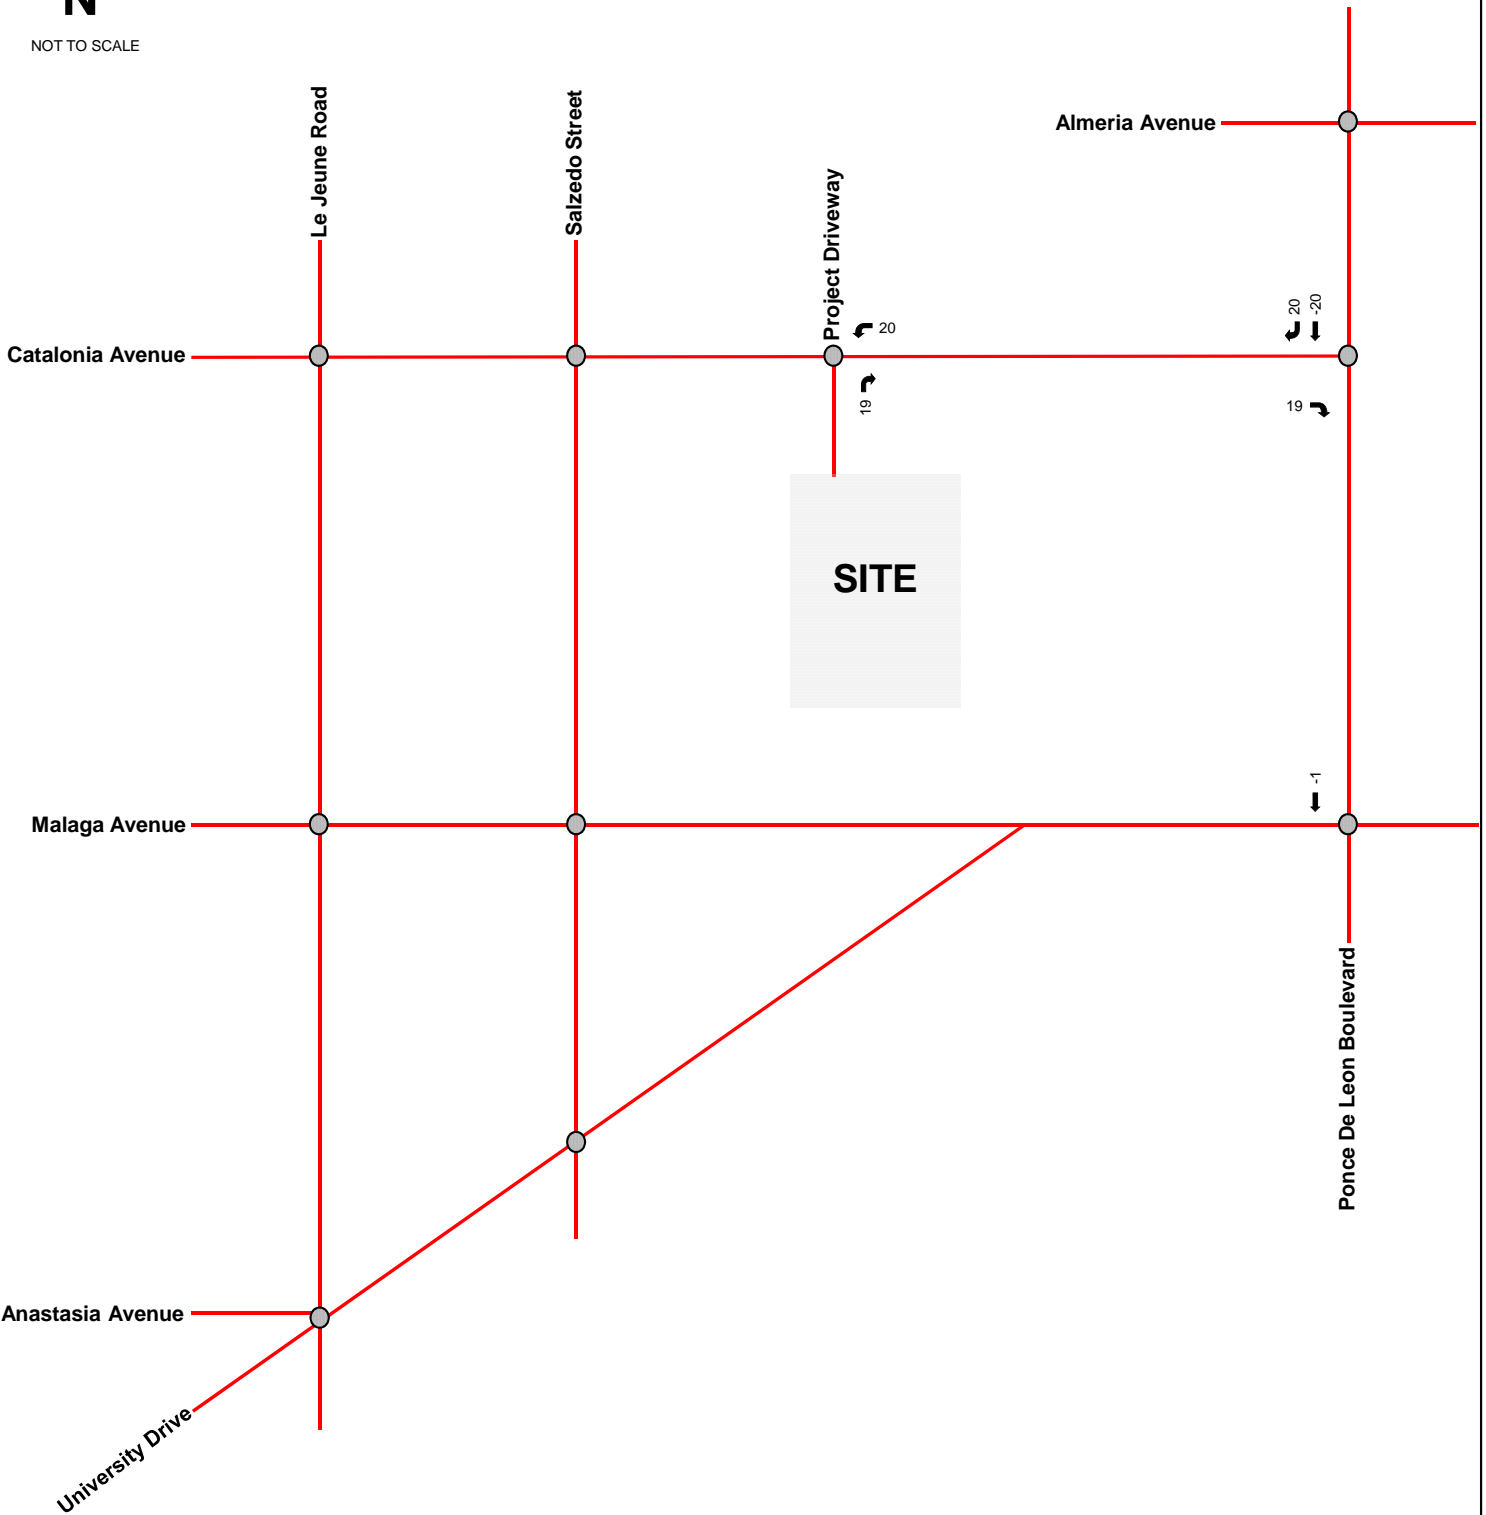 N
NOT TO SCALE
Le Jeune Road
Salzedo Street
Project Driveway
Almeria Avenue
Catalonia Avenue
20
20
-20
19
19
SITE
Malaga Avenue
-1
Ponce De Leon Boulevard
Anastasia Avenue
University Drive